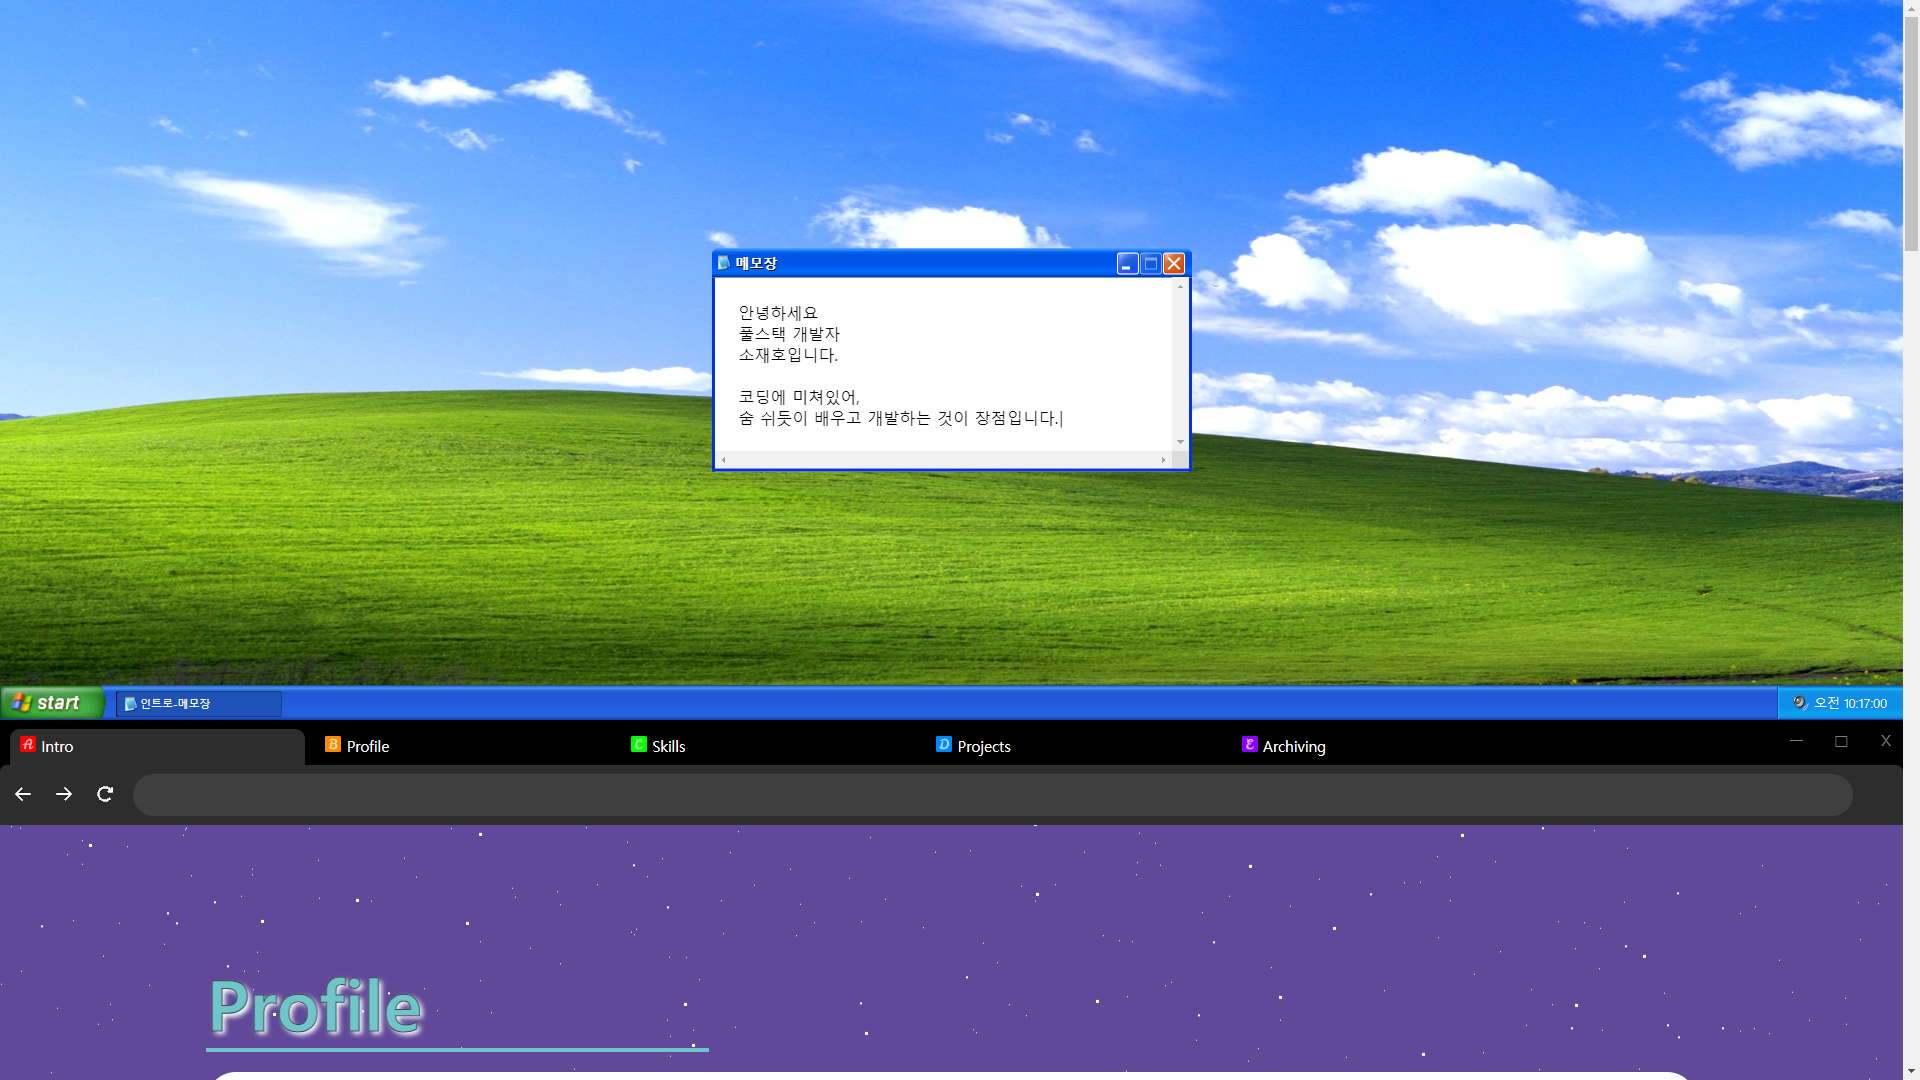 메모장
안녕하세요
풀스택 개발자
소재호입니다.
코딩에 미쳐있어,
숨 쉬듯이 배우고 개발하는 것이 장점입니다.|
start
인트로-메모장
오전 10:17:00
A Intro
B Profile
C Skills
D Projects
E Archiving
X
Profile